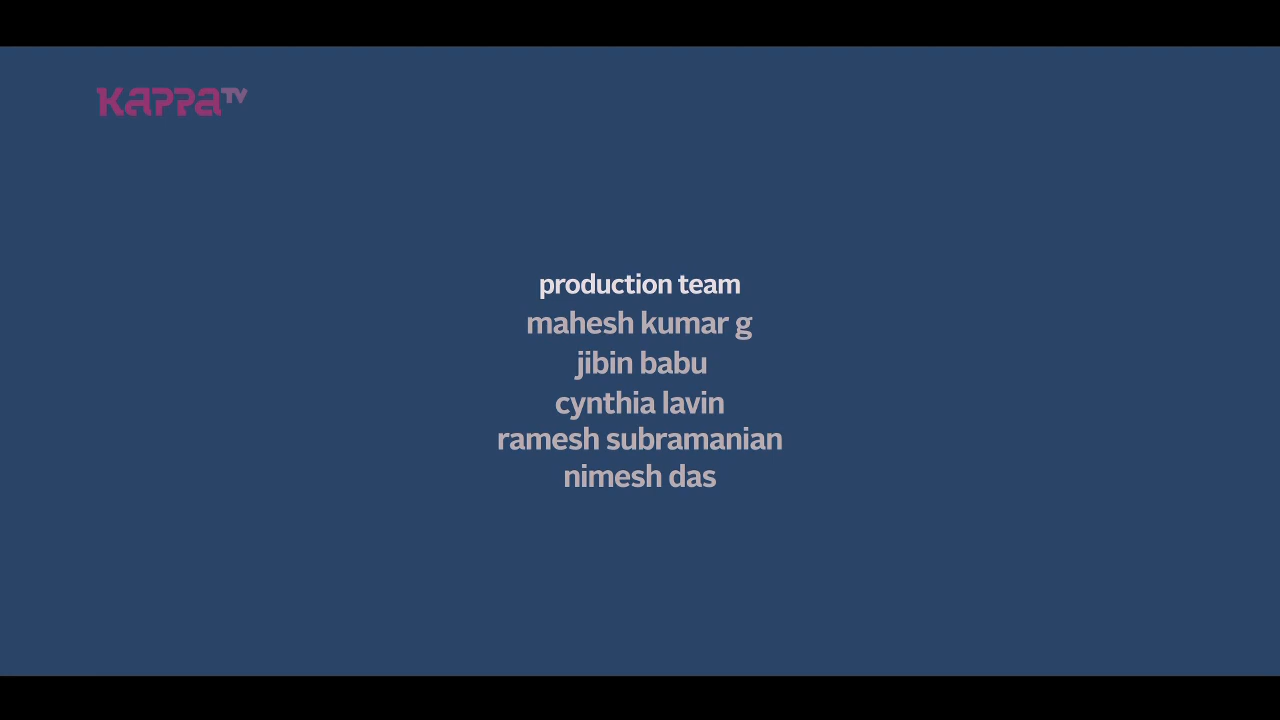 KAPPA TV
production team
mahesh kumar g
jibin babu
cynthia lavin
ramesh subramanian
nimesh das